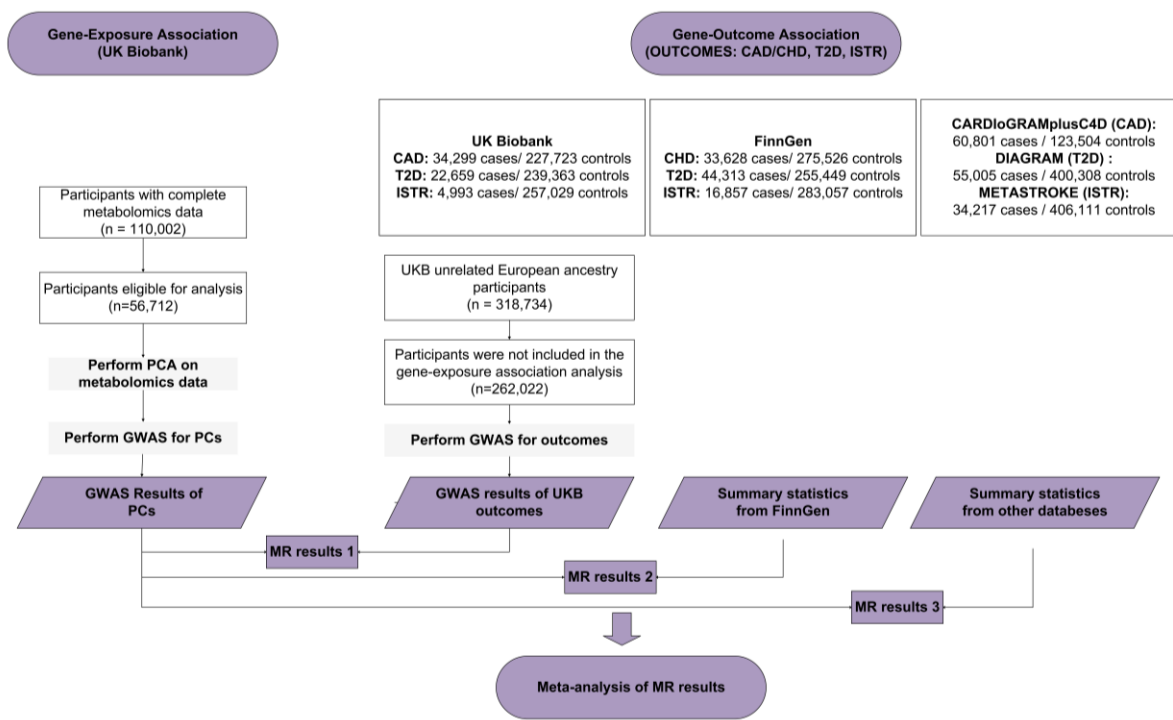 Gene-Exposure Association
(UK Biobank)
Gene-Outcome Association
(OUTCOMES: CAD/CHD, T2D, ISTR)
UK Biobank
CAD: 34,299 cases/ 227,723 controls
T2D: 22,659 cases/ 239,363 controls
ISTR: 4,993 cases/ 257,029 controls
FinnGen
CHD: 33,628 cases/ 275,526 controls
T2D: 44,313 cases/ 255,449 controls
ISTR: 16,857 cases/ 283,057 controls
CARDIoGRAMplusC4D (CAD):
60,801 cases / 123,504 controls
DIAGRAM (T2D) :
55,005 cases / 400,308 controls
METASTROKE (ISTR):
34,217 cases / 406,111 controls
Participants with complete
metabolomics data
(n = 110,002)
Participants eligible for analysis
(n=56,712)
Perform PCA on
metabolomics data
Perform GWAS for PCs
UKB unrelated European ancestry
participants
(n = 318,734)
Participants were not included in the
gene-exposure association analysis
(n=262,022)
Perform GWAS for outcomes
GWAS Results of
PCs
GWAS results of UKB
outcomes
Summary statistics
from FinnGen
Summary statistics
from other databeses
MR results 1
MR results 2
MR results 3
Meta-analysis of MR results